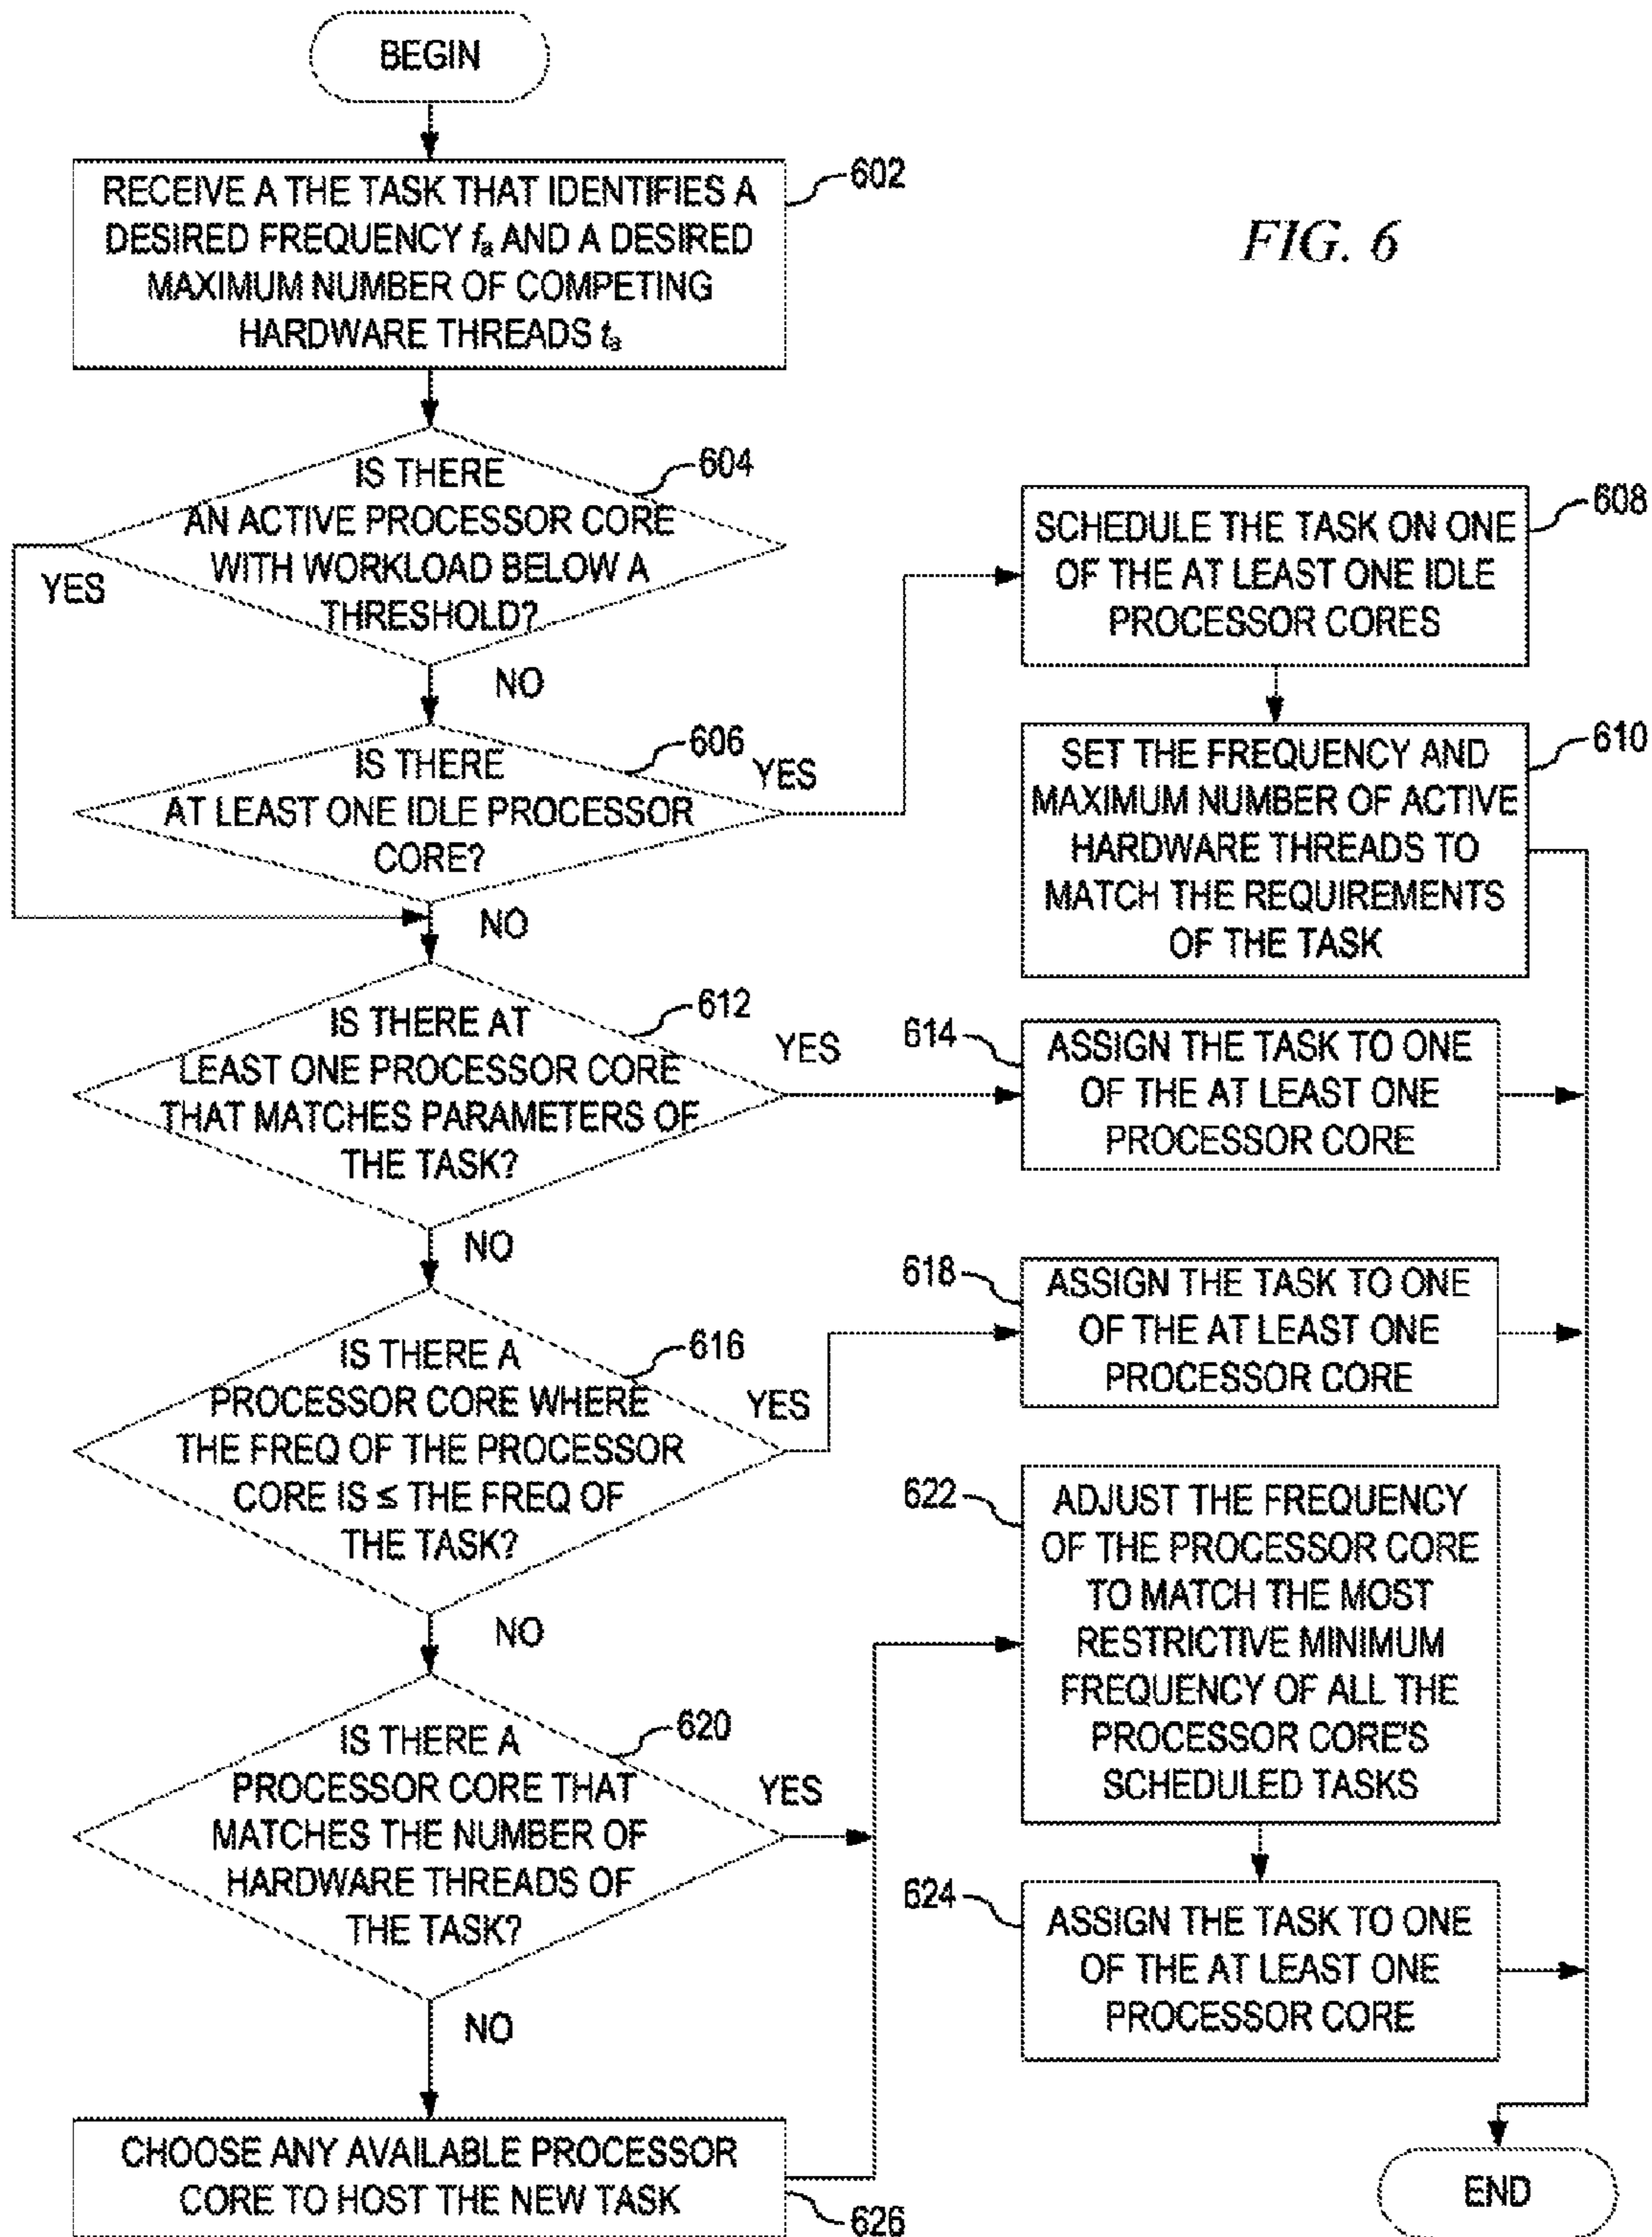 BEGIN
602
RECEIVE A THE TASK THAT IDENTIFIES A
DESIRED FREQUENCY fa AND A DESIRED
MAXIMUM NUMBER OF COMPETING
HARDWARE THREADS ta
FIG. 6
604
IS THERE
AN ACTIVE PROCESSOR CORE
WITH WORKLOAD BELOW A
THRESHOLD?
YES
NO
606
IS THERE
AT LEAST ONE IDLE PROCESSOR
CORE?
YES
NO
608
SCHEDULE THE TASK ON ONE
OF THE AT LEAST ONE IDLE
PROCESSOR CORES
610
SET THE FREQUENCY AND
MAXIMUM NUMBER OF ACTIVE
HARDWARE THREADS TO
MATCH THE REQUIREMENTS
OF THE TASK
612
IS THERE AT
LEAST ONE PROCESSOR CORE
THAT MATCHES PARAMETERS OF
THE TASK?
YES
NO
614
ASSIGN THE TASK TO ONE
OF THE AT LEAST ONE
PROCESSOR CORE
616
IS THERE A
PROCESSOR CORE WHERE
THE FREQ OF THE PROCESSOR
CORE IS ≤ THE FREQ OF
THE TASK?
YES
NO
618
ASSIGN THE TASK TO ONE
OF THE AT LEAST ONE
PROCESSOR CORE
620
IS THERE A
PROCESSOR CORE THAT
MATCHES THE NUMBER OF
HARDWARE THREADS OF
THE TASK?
YES
NO
622
ADJUST THE FREQUENCY
OF THE PROCESSOR CORE
TO MATCH THE MOST
RESTRICTIVE MINIMUM
FREQUENCY OF ALL THE
PROCESSOR CORE'S
SCHEDULED TASKS
624
ASSIGN THE TASK TO ONE
OF THE AT LEAST ONE
PROCESSOR CORE
CHOOSE ANY AVAILABLE PROCESSOR
CORE TO HOST THE NEW TASK
626
END